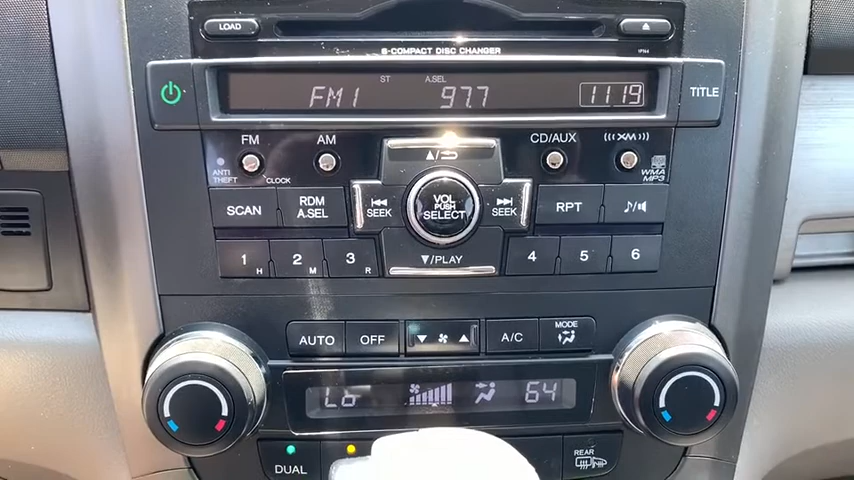 LOAD
6-COMPACT DISC CHANGER
ST A.SEL
FM1 97.7 11:19
TITLE
FM AM CD/AUX ((XM))
ANTI THEFT CLOCK WMA MP3
SCAN RDM A.SEL SEEK VOL PUSH SELECT SEEK RPT
1 H 2 M 3 R ▼/PLAY 4 5 6
AUTO OFF A/C MODE
Lo 64
DUAL REAR